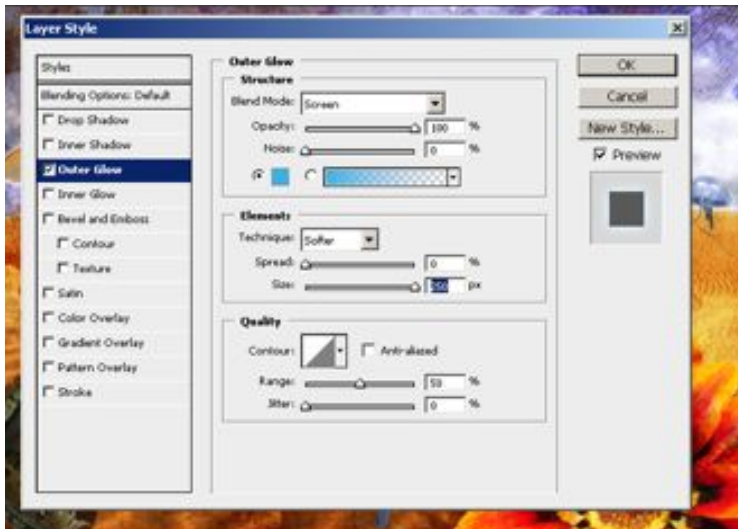 Layer Style
Styles
Blending Options: Default
Drop Shadow
Inner Shadow
Outer Glow
Inner Glow
Bevel and Emboss
Contour
Texture
Satin
Color Overlay
Gradient Overlay
Pattern Overlay
Stroke
Outer Glow
Structure
Blend Mode: Screen
Opacity: 100 %
Noise: 0 %
Elements
Technique: Softer
Spread: 0 %
Size: 250 px
Quality
Contour: Anti-aliased
Range: 50 %
Jitter: 0 %
OK
Cancel
New Style...
Preview